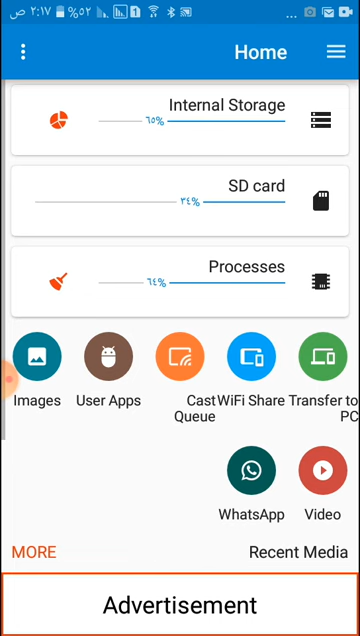 ص ٢:١٧ %٥٢ 1
Home
Internal Storage
٦٥%
SD card
٣٤%
Processes
٦٤%
Images User Apps Cast Queue WiFi Share Transfer to PC
WhatsApp Video
MORE Recent Media
Advertisement